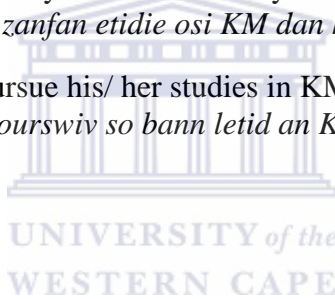 zanfan etidie osi KM dan
ursue his/ her studies in KM
ourswiv so bann letid an K
UNIVERSITY of the
WESTERN CAPE